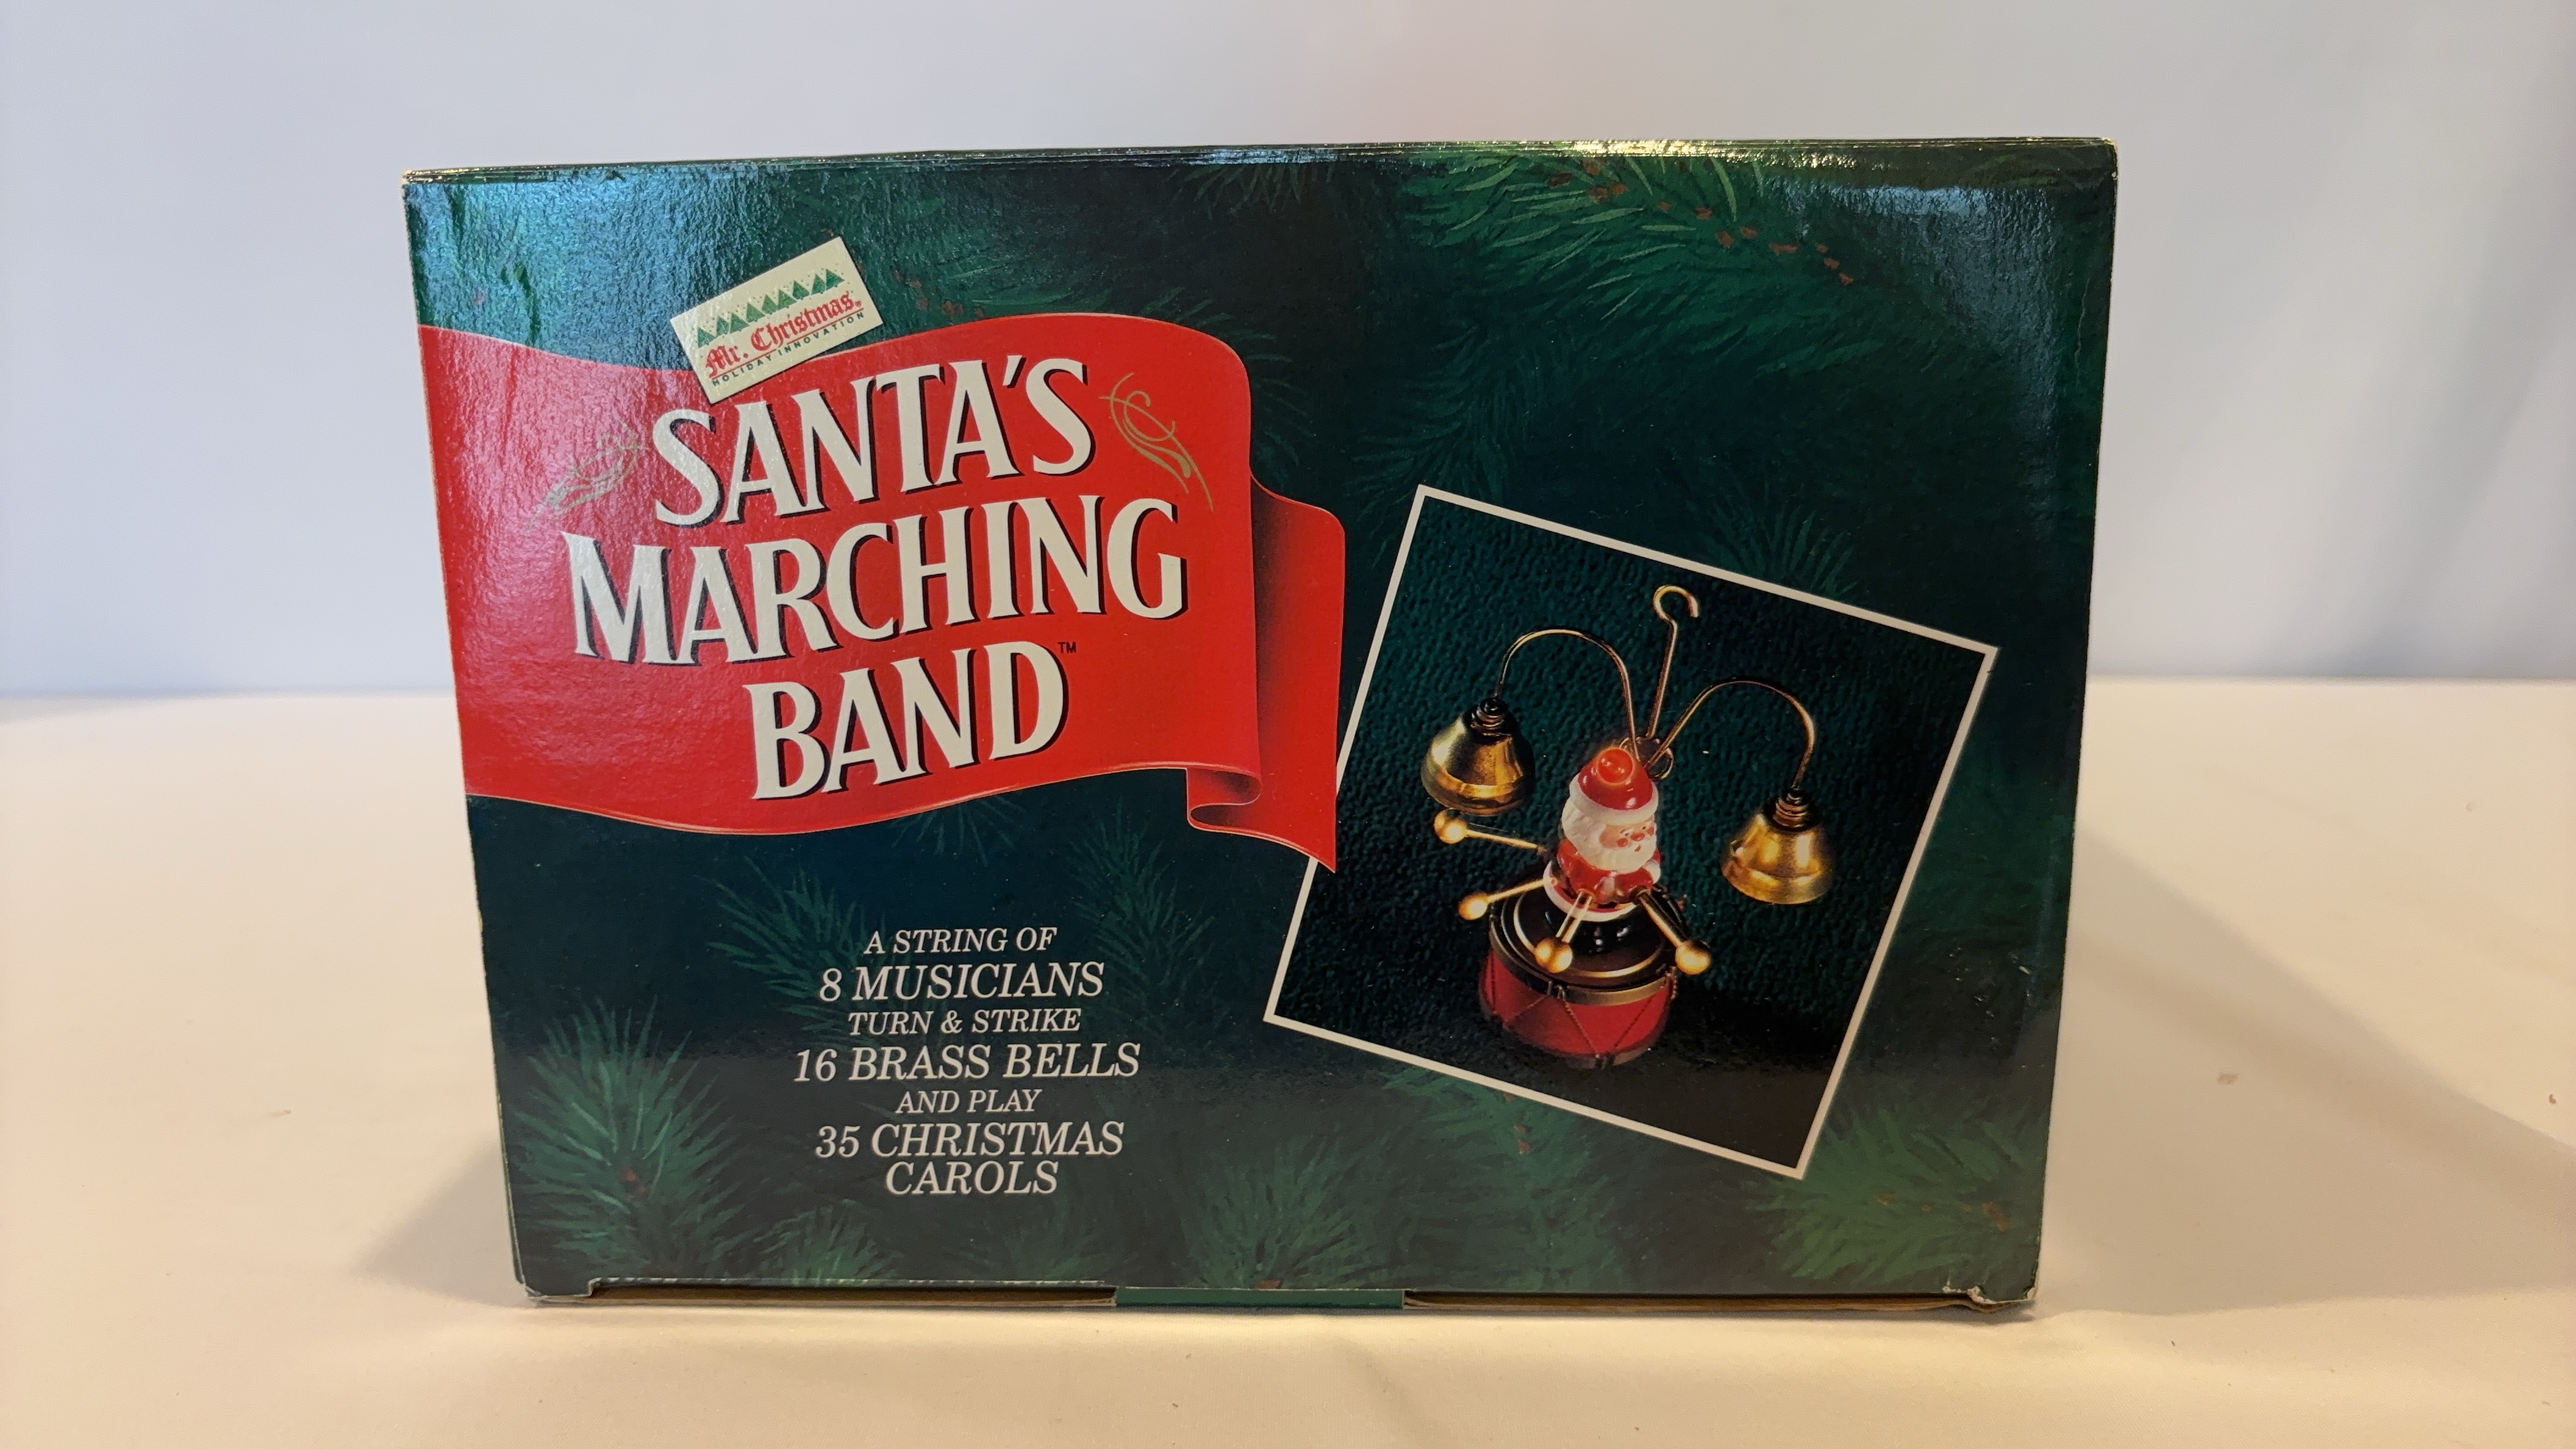 Mr. Christmas®
HOLIDAY INNOVATION
SANTA'S
MARCHING
BAND™
A STRING OF
8 MUSICIANS
TURN & STRIKE
16 BRASS BELLS
AND PLAY
35 CHRISTMAS
CAROLS